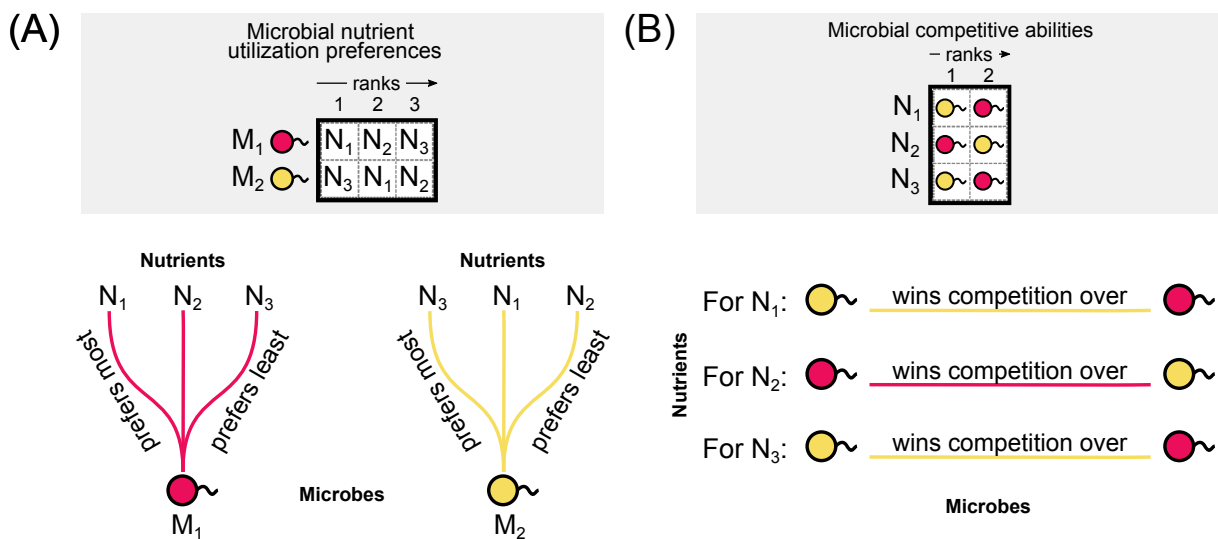 (A)
Microbial nutrient
utilization preferences
ranks
1 2 3
M₁ N₁ N₂ N₃
M₂ N₃ N₁ N₂
Nutrients
N₁ N₂ N₃
prefers most
prefers least
M₁
Nutrients
N₃ N₁ N₂
prefers most
prefers least
M₂
Microbes
(B)
Microbial competitive abilities
ranks
1 2
N₁
N₂
N₃
Nutrients
For N₁: wins competition over
For N₂: wins competition over
For N₃: wins competition over
Microbes